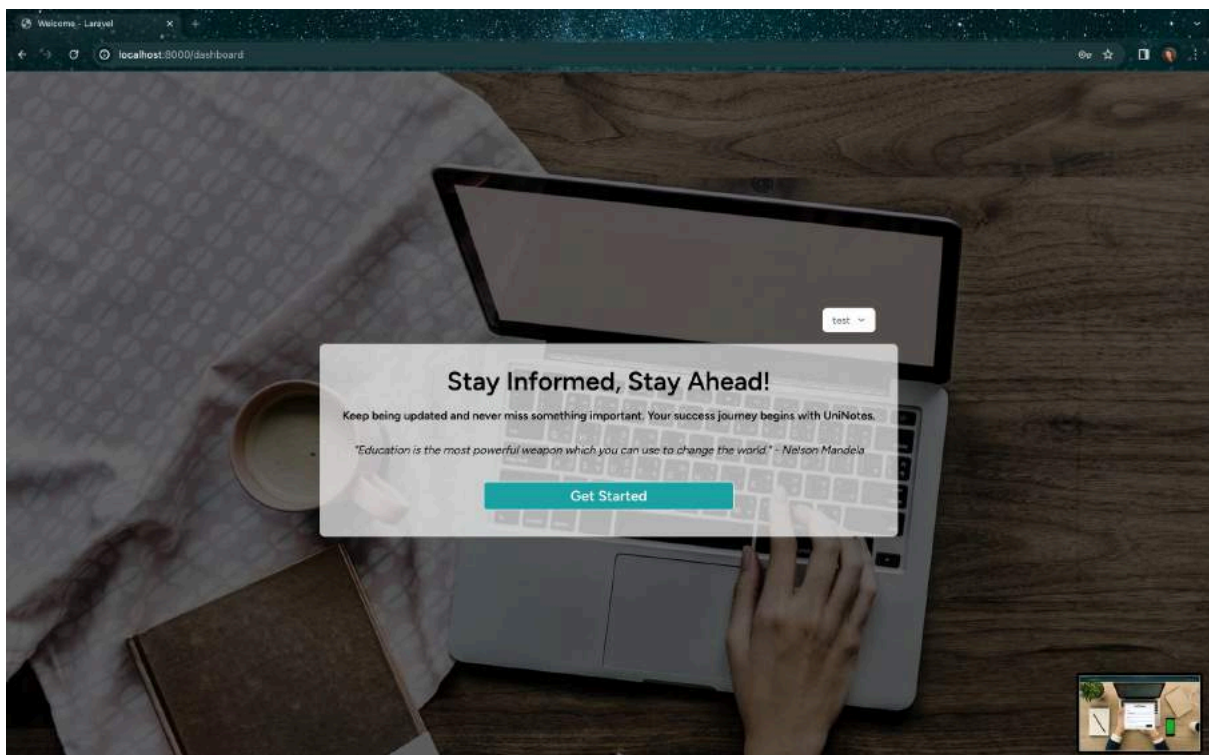 Welcome - Laravel
localhost:8000/dashboard
test
Stay Informed, Stay Ahead!
Keep being updated and never miss something important. Your success journey begins with UniNotes.
"Education is the most powerful weapon which you can use to change the world." - Nelson Mandela
Get Started